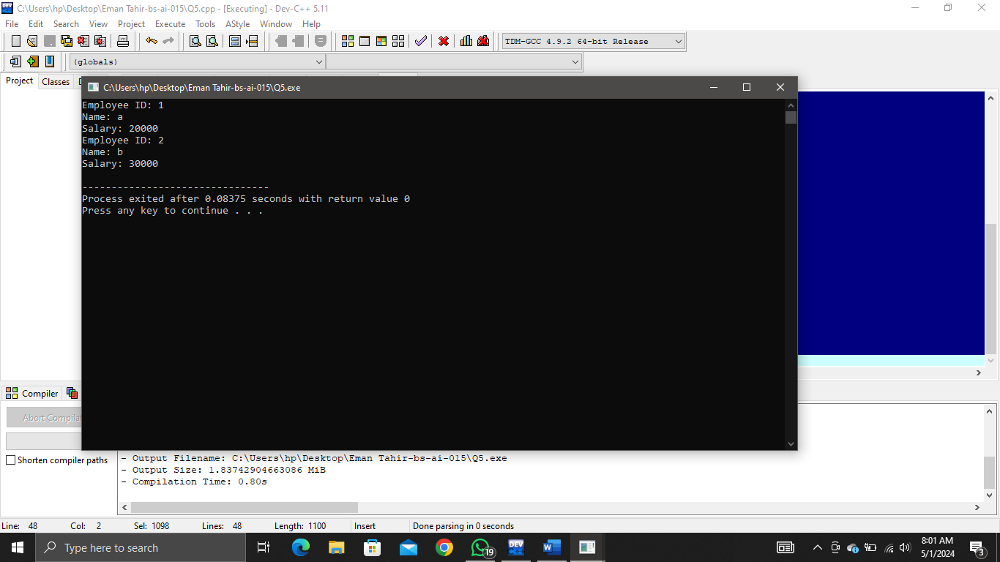 C:\Users\hp\Desktop\Eman Tahir-bs-ai-015\Q5.cpp - [Executing] - Dev-C++ 5.11
File Edit Search View Project Execute Tools AStyle Window Help
TDM-GCC 4.9.2 64-bit Release
(globals)
Project Classes D
C:\Users\hp\Desktop\Eman Tahir-bs-ai-015\Q5.exe
Employee ID: 1
Name: a
Salary: 20000
Employee ID: 2
Name: b
Salary: 30000
--------------------------------
Process exited after 0.08375 seconds with return value 0
Press any key to continue . . .
Compiler
Abort Compilat
Shorten compiler paths
- Output Filename: C:\Users\hp\Desktop\Eman Tahir-bs-ai-015\Q5.exe
- Output Size: 1.83742904663086 MiB
- Compilation Time: 0.80s
Line: 48 Col: 2 Sel: 1098 Lines: 48 Length: 1100 Insert Done parsing in 0 seconds
Type here to search
19
DEV
8:01 AM
5/1/2024
3